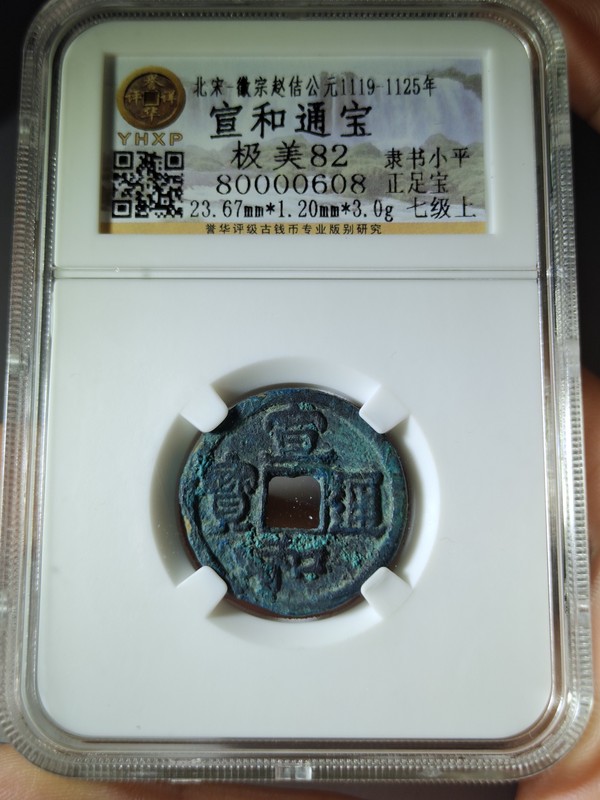 北宋-徽宗赵佶公元1119-1125年
宣和通宝
YHXP
极美82 隶书小平
80000608 正足宝
23.67mm*1.20mm*3.0g 七级上
誉华评级古钱币专业版别研究
宣
寶 通
和